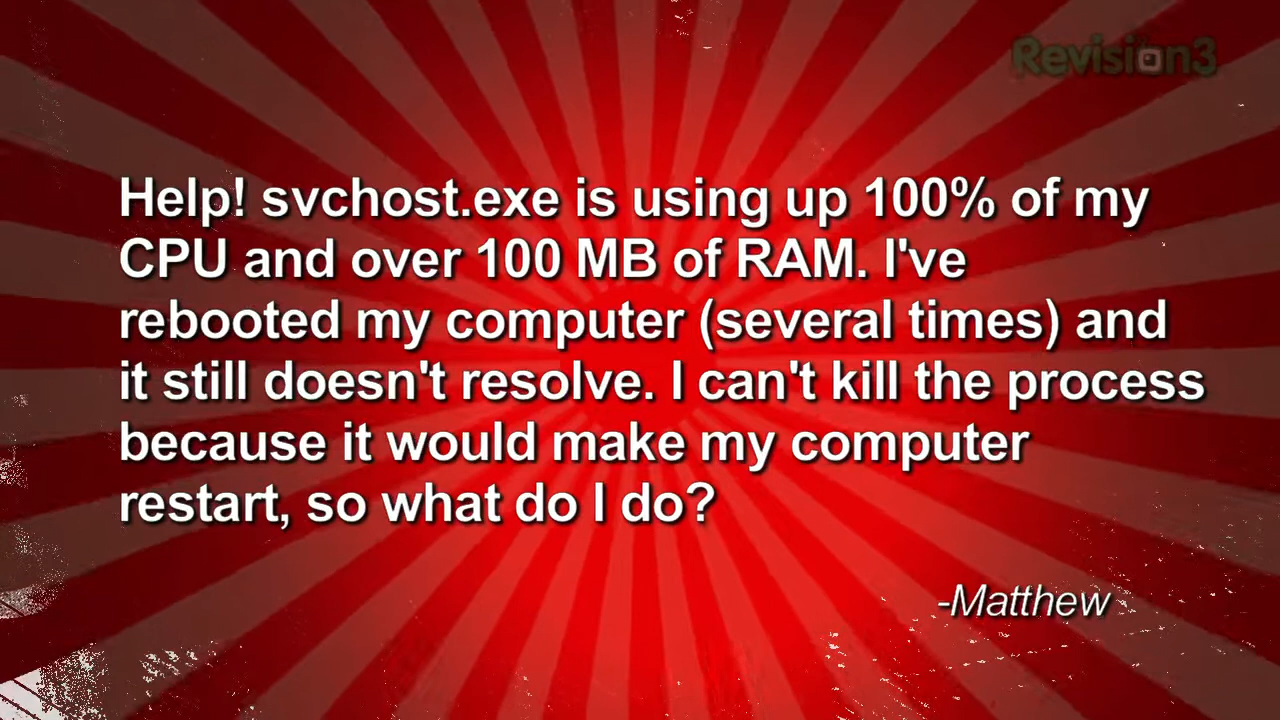 Revision3
Help! svchost.exe is using up 100% of my
CPU and over 100 MB of RAM. I've
rebooted my computer (several times) and
it still doesn't resolve. I can't kill the process
because it would make my computer
restart, so what do I do?
-Matthew